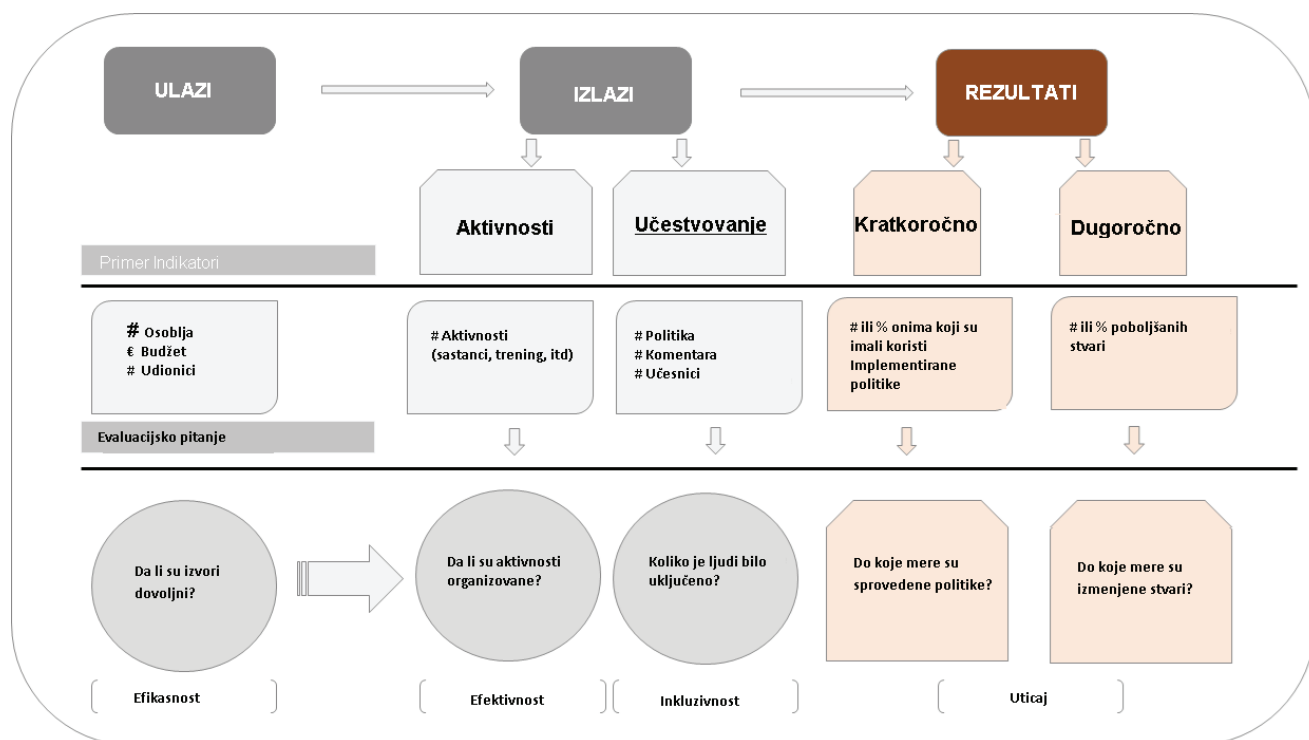 ULAZI
IZLAZI
REZULTATI
Aktivnosti
Učestvovanje
Kratkoročno
Dugoročno
Primer Indikatori
# Osoblja
€ Budžet
# Udionici
# Aktivnosti
(sastanci, trening, itd)
# Politika
# Komentara
# Učesnici
# ili % onima koji su
imali koristi
Implementirane
politike
# ili % poboljšanih
stvari
Evaluacijsko pitanje
Da li su izvori
dovoljni?
Da li su aktivnosti
organizovane?
Koliko je ljudi bilo
uključeno?
Do koje mere su
sprovedene politike?
Do koje mere su
izmenjene stvari?
Efikasnost
Efektivnost
Inkluzivnost
Uticaj